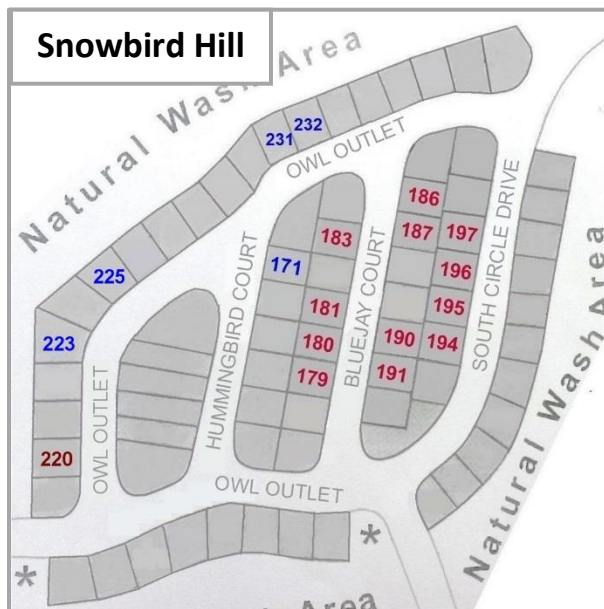 Snowbird Hill
Natural Wash Area
232
231
OWL OUTLET
186
183
187
197
171
196
225
181
195
223
180
190
194
179
191
220
HUMMINGBIRD COURT
BLUEJAY COURT
SOUTH CIRCLE DRIVE
OWL OUTLET
OWL OUTLET
Natural Wash Area
*
*
Area